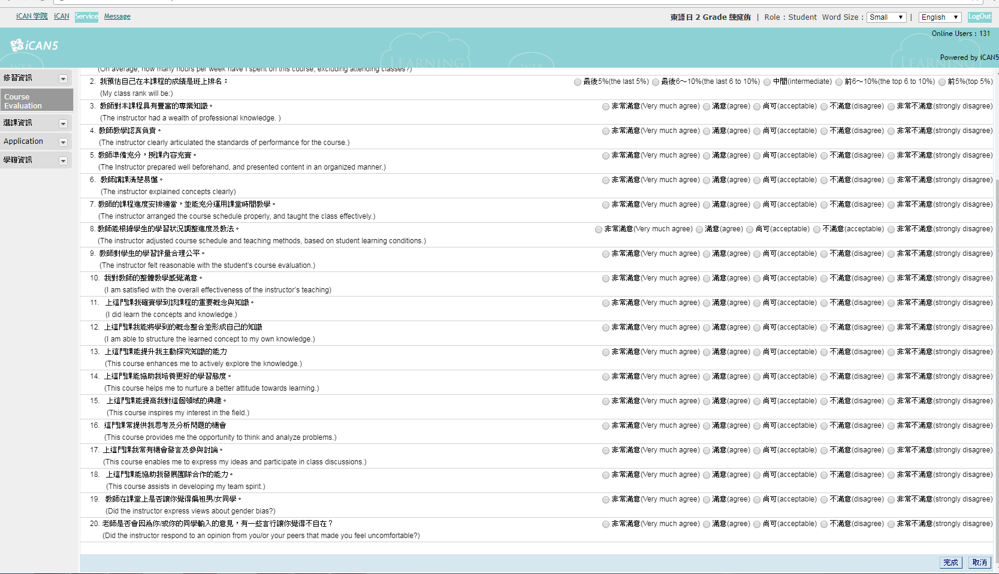 iCAN 学院 iCAN Service Message
東語日 2 Grade 練庭侑 | Role : Student Word Size : Small | English LogOut
iCAN5
Online Users : 131
LEARNING
Powered by iCAN5
修習資訊
Course
Evaluation
選課資訊
Application
學籍資訊
(On average, how many hours per week have I spent on this course, excluding attending classes?)
2. 我預估自己在本課程的成績是班上排名： 最後5%(the last 5%) 最後6～10%(the last 6 to 10%) 中間(intermediate) 前6～10%(the top 6 to 10%) 前5%(top 5%)
(My class rank will be:)
3. 教師對本課程具有豐富的專業知識。 非常滿意(Very much agree) 滿意(agree) 尚可(acceptable) 不滿意(disagree) 非常不滿意(strongly disagree)
(The instructor had a wealth of professional knowledge. )
4. 教師教學認真負責。 非常滿意(Very much agree) 滿意(agree) 尚可(acceptable) 不滿意(disagree) 非常不滿意(strongly disagree)
(The instructor clearly articulated the standards of performance for the course.)
5. 教師準備充分，授課內容充實。 非常滿意(Very much agree) 滿意(agree) 尚可(acceptable) 不滿意(disagree) 非常不滿意(strongly disagree)
(The Instructor prepared well beforehand, and presented content in an organized manner.)
6. 教師講課清楚易懂。 非常滿意(Very much agree) 滿意(agree) 尚可(acceptable) 不滿意(disagree) 非常不滿意(strongly disagree)
(The instructor explained concepts clearly)
7. 教師的課程進度安排適當，並能充分運用課堂時間教學。 非常滿意(Very much agree) 滿意(agree) 尚可(acceptable) 不滿意(disagree) 非常不滿意(strongly disagree)
(The instructor arranged the course schedule properly, and taught the class effectively.)
8. 教師能根據學生的學習狀況調整進度及教法。 非常滿意(Very much agree) 滿意(agree) 尚可(acceptable) 不滿意(acceptable) 非常不滿意(strongly disagree)
(The instructor adjusted course schedule and teaching methods, based on student learning conditions.)
9. 教師對學生的學習評量合理公平。 非常滿意(Very much agree) 滿意(agree) 尚可(acceptable) 不滿意(disagree) 非常不滿意(strongly disagree)
(The instructor felt reasonable with the student's course evaluation.)
10. 我對教師的整體教學感覺滿意。 非常滿意(Very much agree) 滿意(agree) 尚可(acceptable) 不滿意(disagree) 非常不滿意(strongly disagree)
(I am satisfied with the overall effectiveness of the instructor's teaching)
11. 上這門課我確實學到該課程的重要概念與知識。 非常滿意(Very much agree) 滿意(agree) 尚可(acceptable) 不滿意(disagree) 非常不滿意(strongly disagree)
(I did learn the concepts and knowledge.)
12. 上這門課我能將學到的概念整合並形成自己的知識 非常滿意(Very much agree) 滿意(agree) 尚可(acceptable) 不滿意(disagree) 非常不滿意(strongly disagree)
(I am able to structure the learned concept to my own knowledge.)
13. 上這門課能提升我主動探究知識的能力 非常滿意(Very much agree) 滿意(agree) 尚可(acceptable) 不滿意(disagree) 非常不滿意(strongly disagree)
(This course enhances me to actively explore the knowledge.)
14. 上這門課能協助我培養更好的學習態度。 非常滿意(Very much agree) 滿意(agree) 尚可(acceptable) 不滿意(disagree) 非常不滿意(strongly disagree)
(This course helps me to nurture a better attitude towards learning.)
15. 上這門課能提高我對這個領域的興趣。 非常滿意(Very much agree) 滿意(agree) 尚可(acceptable) 不滿意(disagree) 非常不滿意(strongly disagree)
(This course inspires my interest in the field.)
16. 這門課常提供我思考及分析問題的機會 非常滿意(Very much agree) 滿意(agree) 尚可(acceptable) 不滿意(disagree) 非常不滿意(strongly disagree)
(This course provides me the opportunity to think and analyze problems.)
17. 上這門課我常有機會發言及參與討論。 非常滿意(Very much agree) 滿意(agree) 尚可(acceptable) 不滿意(disagree) 非常不滿意(strongly disagree)
(This course enables me to express my ideas and participate in class discussions.)
18. 上這門課能協助我發展團隊合作的能力。 非常滿意(Very much agree) 滿意(agree) 尚可(acceptable) 不滿意(disagree) 非常不滿意(strongly disagree)
(This course assists in developing my team spirit.)
19. 教師在課堂上是否讓你覺得偏袒男/女同學。 非常滿意(Very much agree) 滿意(agree) 尚可(acceptable) 不滿意(disagree) 非常不滿意(strongly disagree)
(Did the instructor express views about gender bias?)
20. 老師是否會因為你/或你的同學輸入的意見，有一些言行讓你覺得不自在？ 非常滿意(Very much agree) 滿意(agree) 尚可(acceptable) 不滿意(disagree) 非常不滿意(strongly disagree)
(Did the instructor respond to an opinion from you/or your peers that made you feel uncomfortable?)
完成 取消